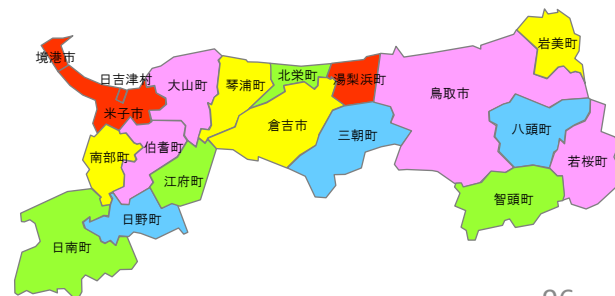 岩美町
境港市
日吉津村
大山町
琴浦町
北栄町
湯梨浜町
鳥取市
米子市
倉吉市
三朝町
八頭町
南部町
伯耆町
若桜町
江府町
智頭町
日野町
日南町